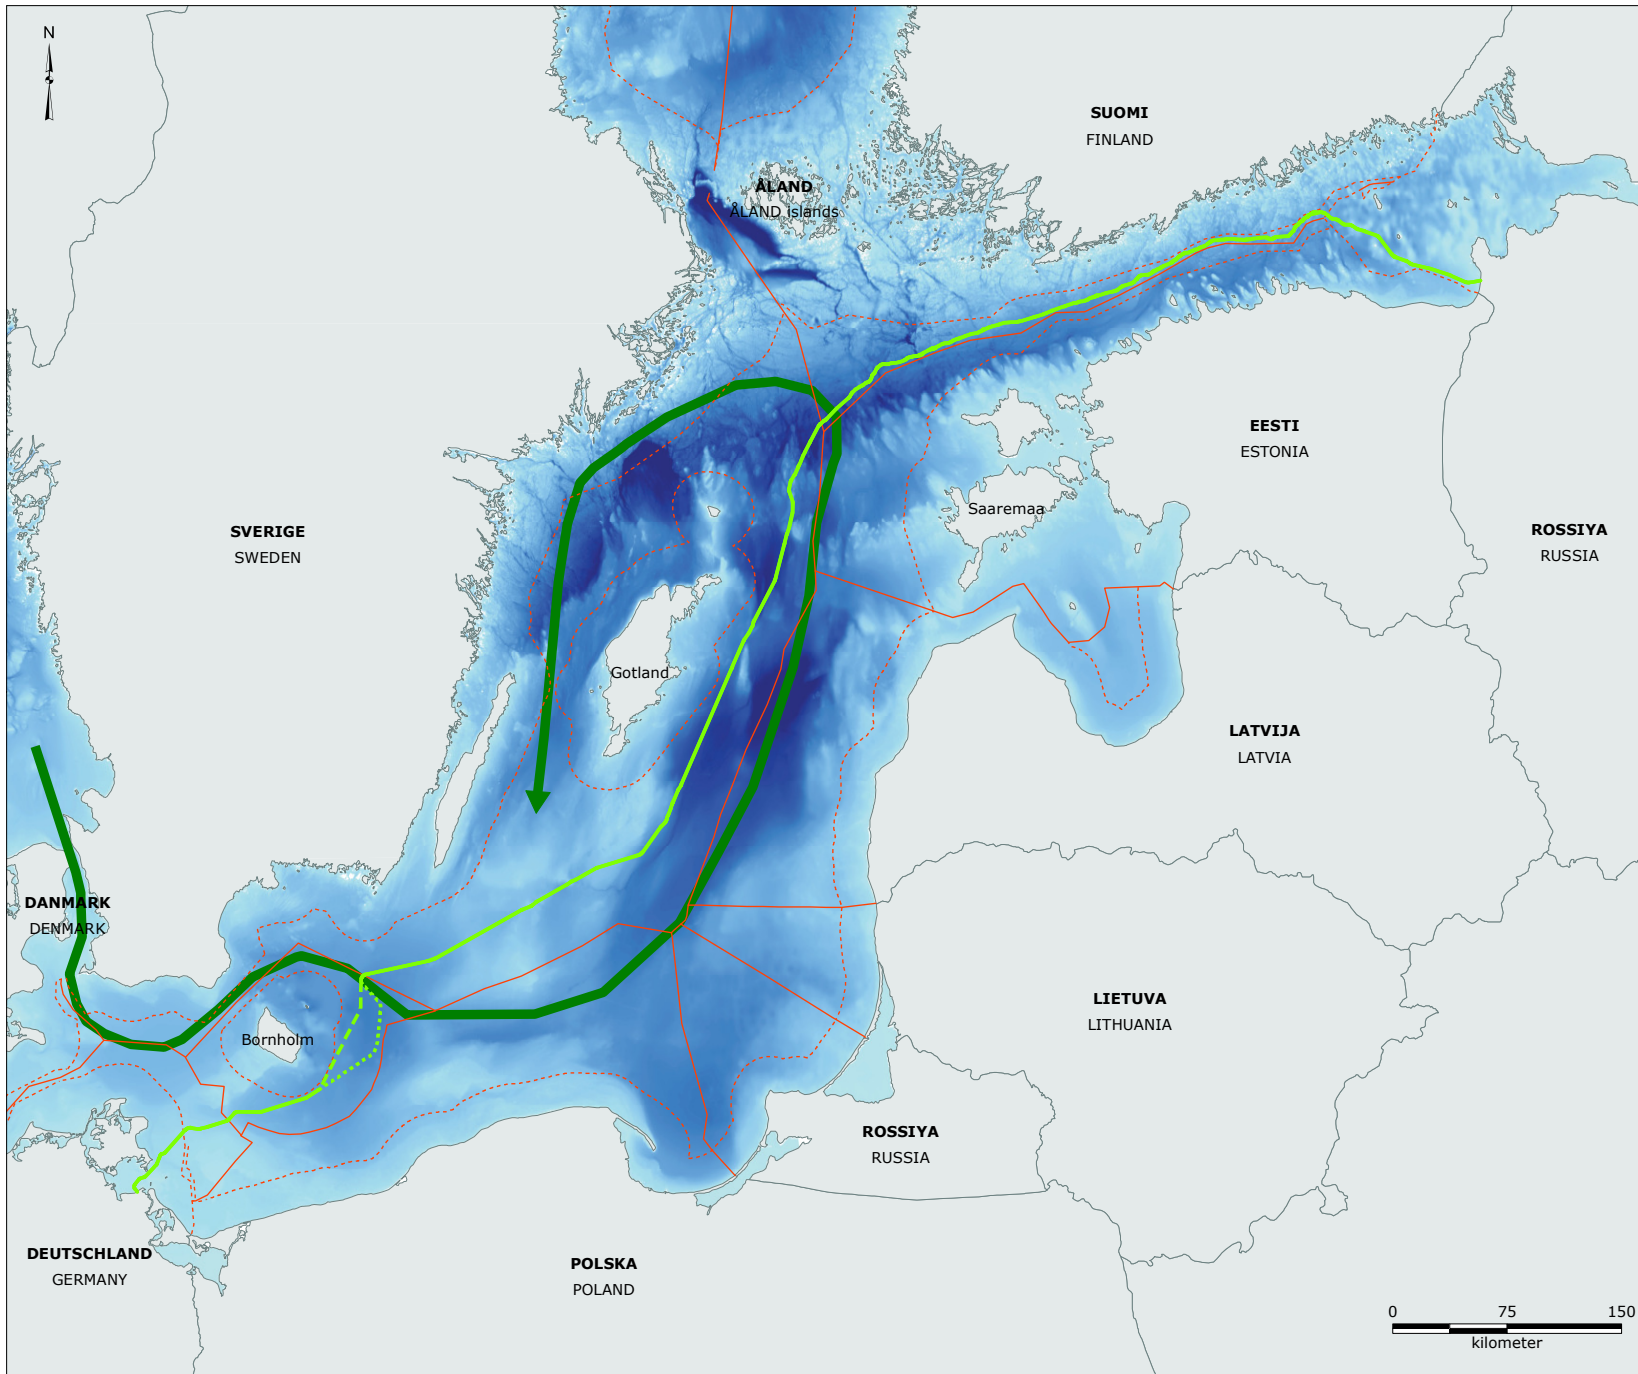 N
SUOMI
FINLAND
ÅLAND
ÅLAND islands
EESTI
ESTONIA
Saaremaa
SVERIGE
SWEDEN
ROSSIYA
RUSSIA
Gotland
LATVIJA
LATVIA
DANMARK
DENMARK
LIETUVA
LITHUANIA
Bornholm
ROSSIYA
RUSSIA
DEUTSCHLAND
GERMANY
POLSKA
POLAND
0 75 150
kilometer